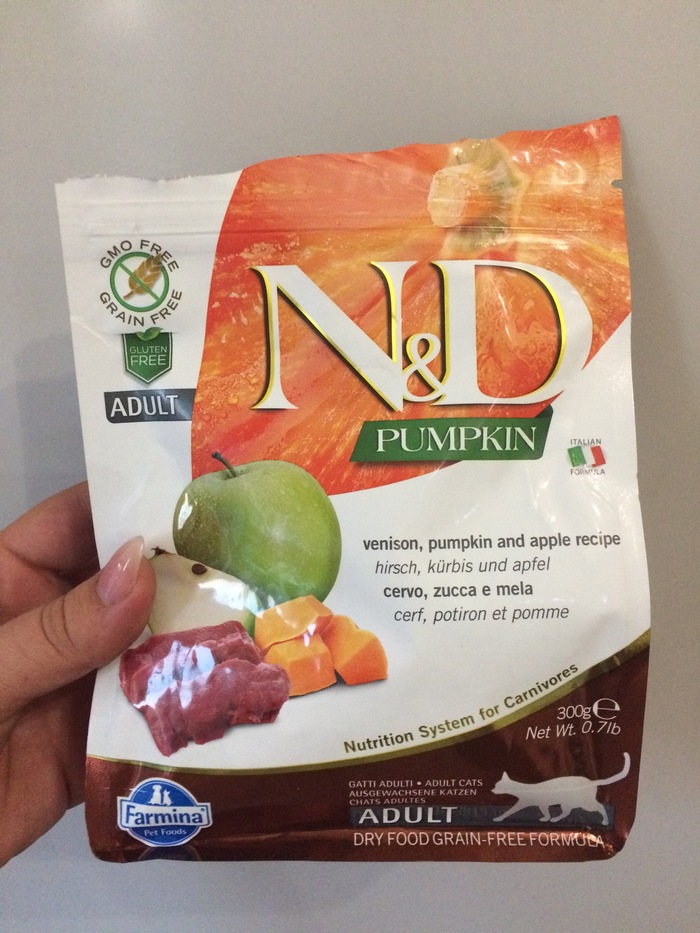 GMO FREE
GRAIN FREE
GLUTEN
FREE
ADULT
N&D
PUMPKIN
ITALIAN
FORMULA
venison, pumpkin and apple recipe
hirsch, kürbis und apfel
cervo, zucca e mela
cerf, potiron et pomme
Nutrition System for Carnivores
300g℮
Net Wt. 0.7lb
Farmina
Pet Foods
GATTI ADULTI • ADULT CATS
AUSGEWACHSENE KATZEN
CHATS ADULTES
ADULT
DRY FOOD GRAIN-FREE FORMULA